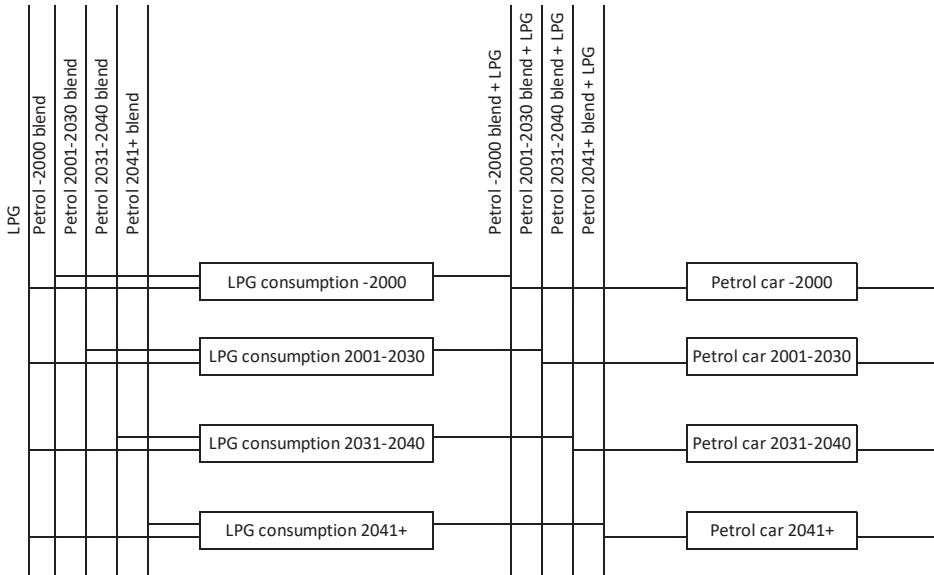 LPG
Petrol -2000 blend
Petrol 2001-2030 blend
Petrol 2031-2040 blend
Petrol 2041+ blend
Petrol -2000 blend + LPG
Petrol 2001-2030 blend + LPG
Petrol 2031-2040 blend + LPG
Petrol 2041+ blend + LPG
LPG consumption -2000
Petrol car -2000
LPG consumption 2001-2030
Petrol car 2001-2030
LPG consumption 2031-2040
Petrol car 2031-2040
LPG consumption 2041+
Petrol car 2041+